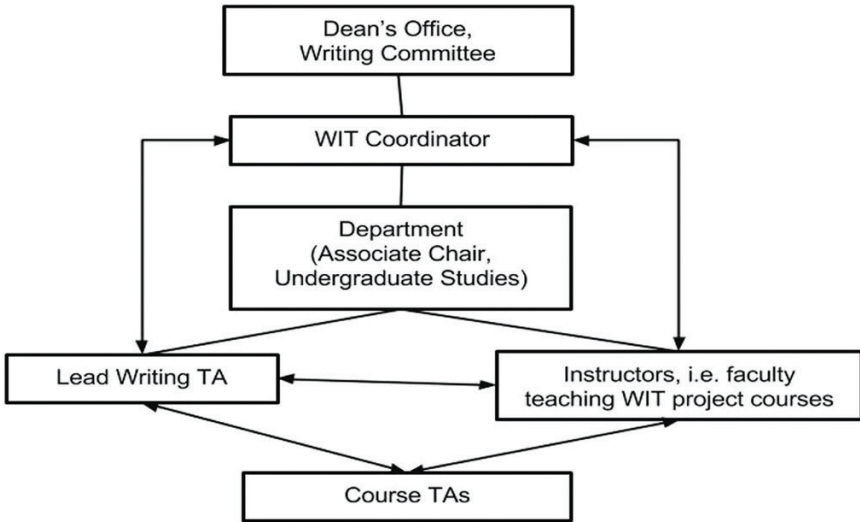 Dean's Office,
Writing Committee
WIT Coordinator
Department
(Associate Chair,
Undergraduate Studies)
Lead Writing TA
Instructors, i.e. faculty
teaching WIT project courses
Course TAs